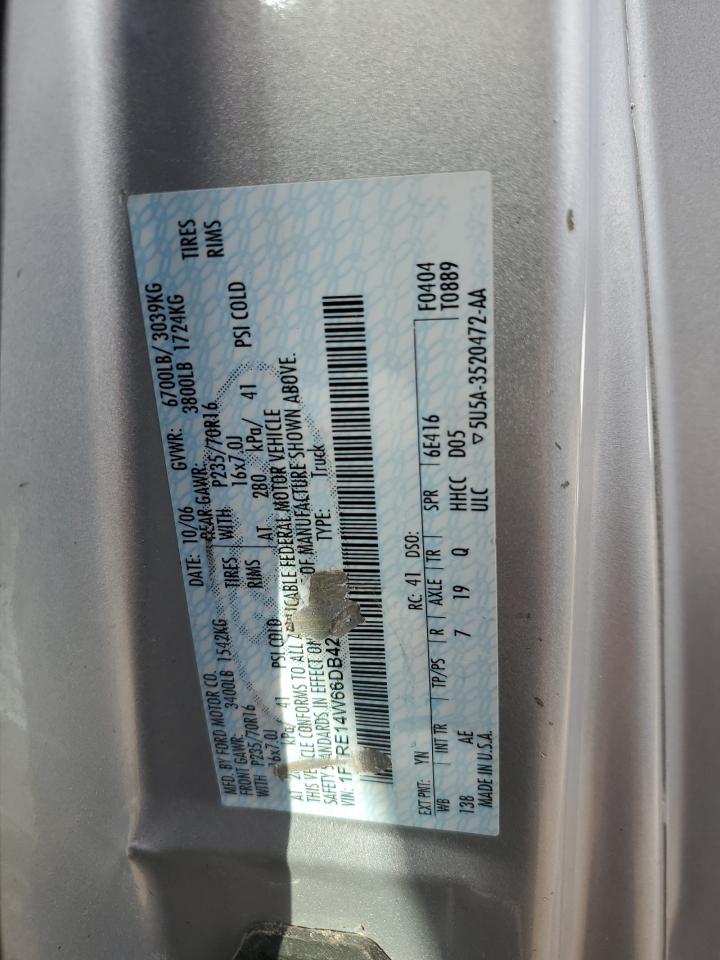 MFD. BY FORD MOTOR CO.
DATE: 10/06 GVWR: 6700LB/ 3039KG
FRONT GAWR: 3400LB 1542KG REAR GAWR: 3800LB 1724KG
WITH P235/70R16 TIRES WITH P235/70R16 TIRES
16x7.0J RIMS 16x7.0J RIMS
AT kPa/ 41 PSI COLD AT 280 kPa/ 41 PSI COLD
THIS VEHICLE CONFORMS TO ALL APPLICABLE FEDERAL MOTOR VEHICLE
SAFETY STANDARDS IN EFFECT ON OF MANUFACTURE SHOWN ABOVE.
VIN: TYPE: Truck
EXT PNT: YN RC: 41 DSO:
WB INT TR TP/PS R AXLE TR SPR 6E416 F0404
138 AE 7 19 Q HHCC D05 T0889
MADE IN U.S.A. ULC ▽5U5A-3520472-AA